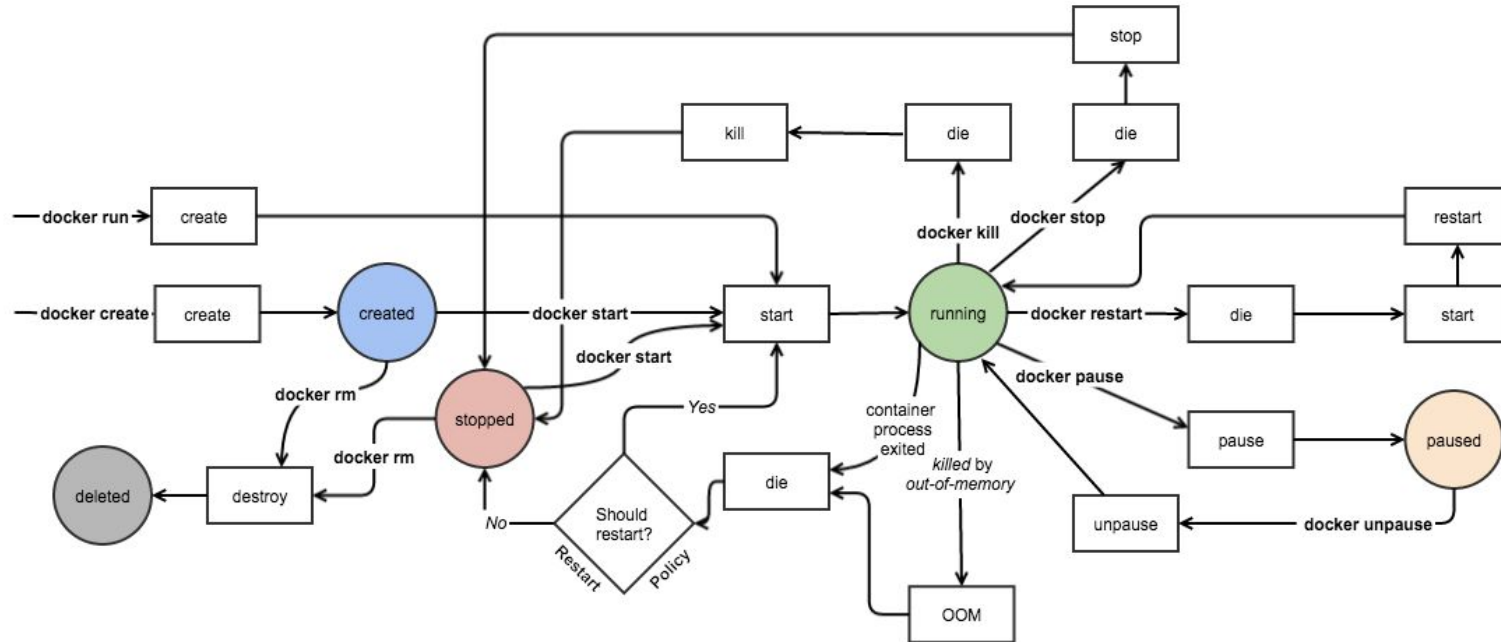 stop
kill
die
die
docker run
create
docker kill
docker stop
restart
docker create
create
created
docker start
start
running
docker restart
die
start
docker start
docker rm
docker pause
stopped
Yes
container
process
exited
pause
paused
docker rm
killed by
out-of-memory
deleted
destroy
die
No
Should
restart?
Restart
Policy
unpause
docker unpause
OOM